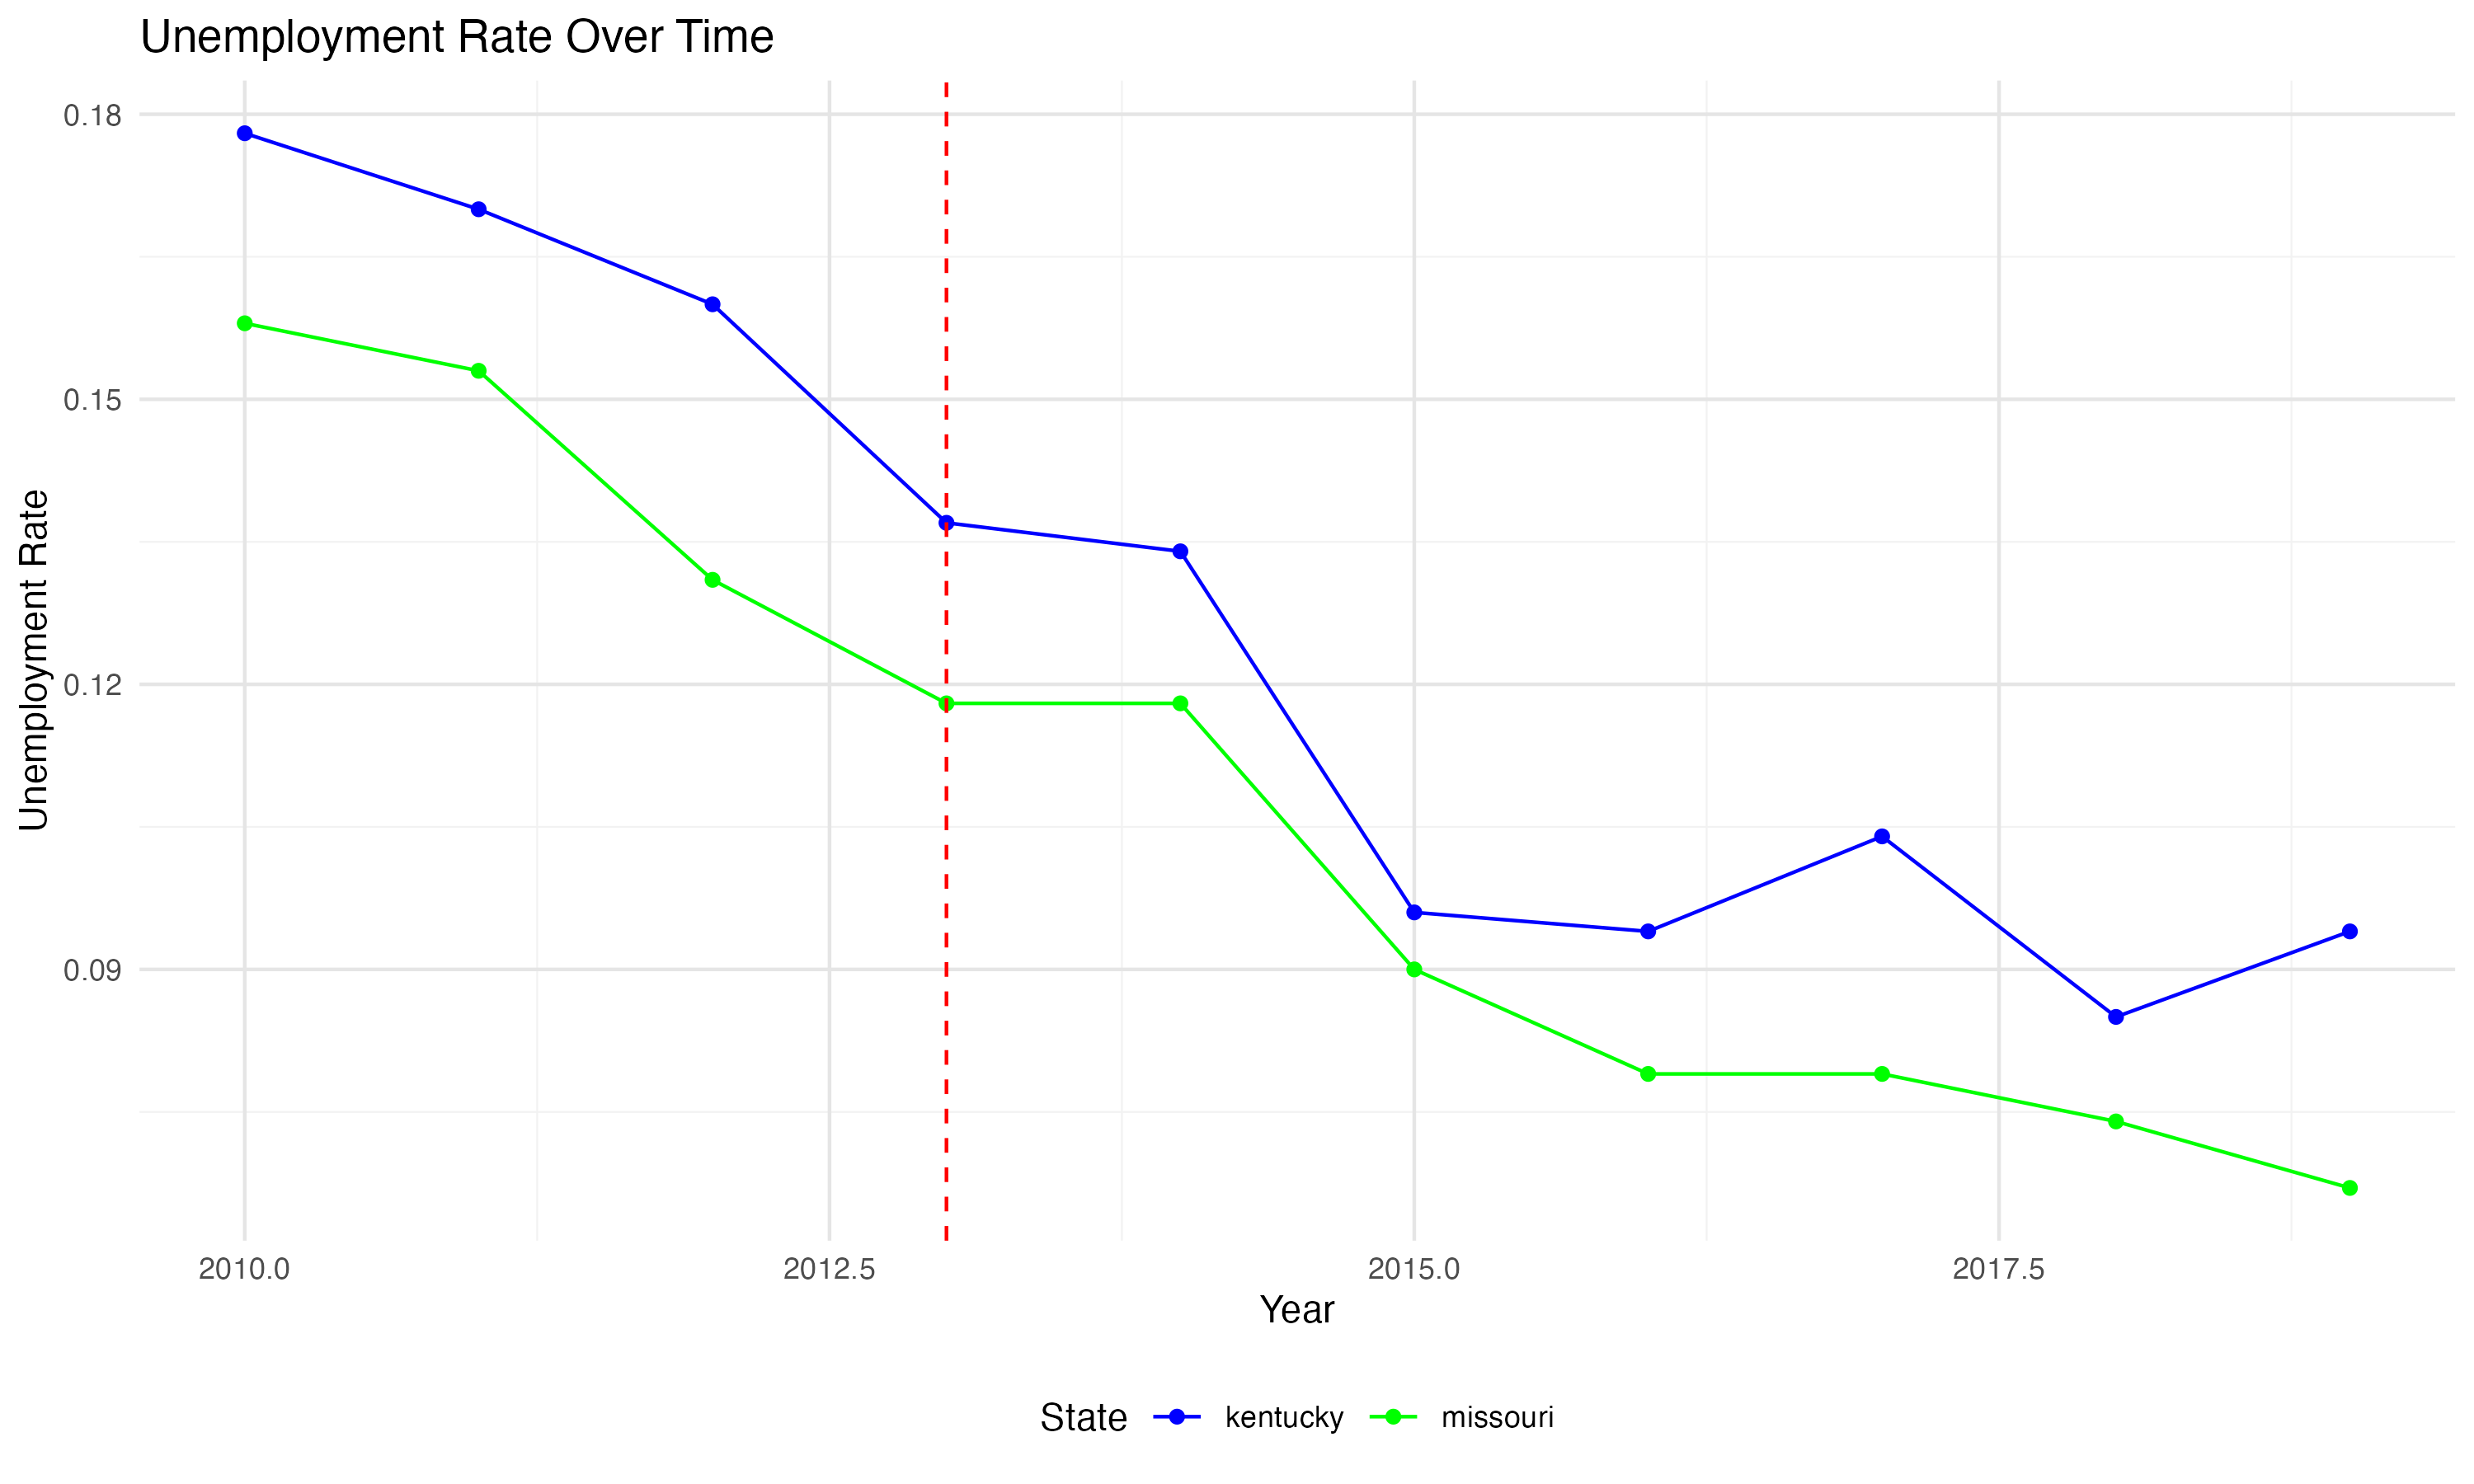 Unemployment Rate Over Time
0.18
0.15
0.12
0.09
Unemployment Rate
2010.0 2012.5 2015.0 2017.5
Year
State kentucky missouri